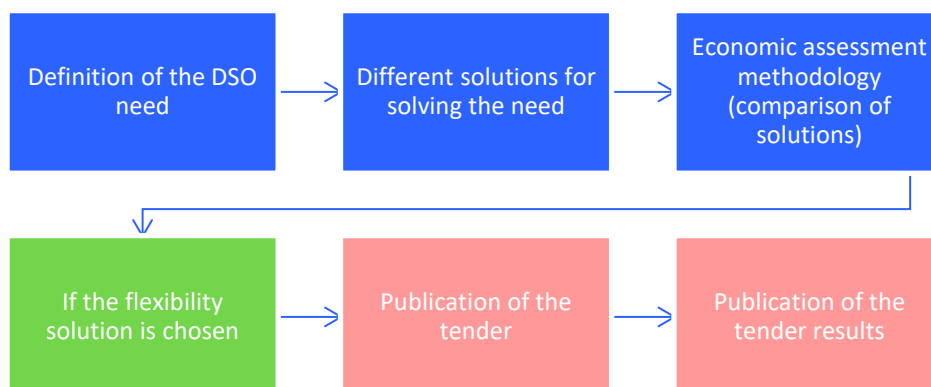 Definition of the DSO
need
Different solutions for
solving the need
Economic assessment
methodology
(comparison of
solutions)
If the flexibility
solution is chosen
Publication of the
tender
Publication of the
tender results